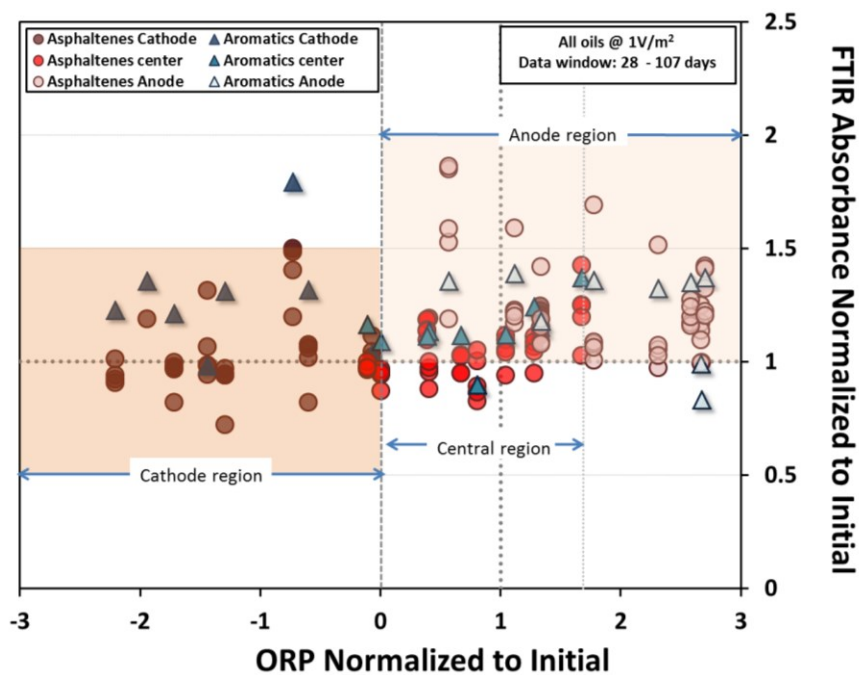 Asphaltenes Cathode
Aromatics Cathode
Asphaltenes center
Aromatics center
Asphaltenes Anode
Aromatics Anode
All oils @ 1V/m²
Data window: 28 - 107 days
Anode region
Central region
Cathode region
2.5
2
1.5
1
0.5
0
-3
-2
-1
0
1
2
3
ORP Normalized to Initial
FTIR Absorbance Normalized to Initial